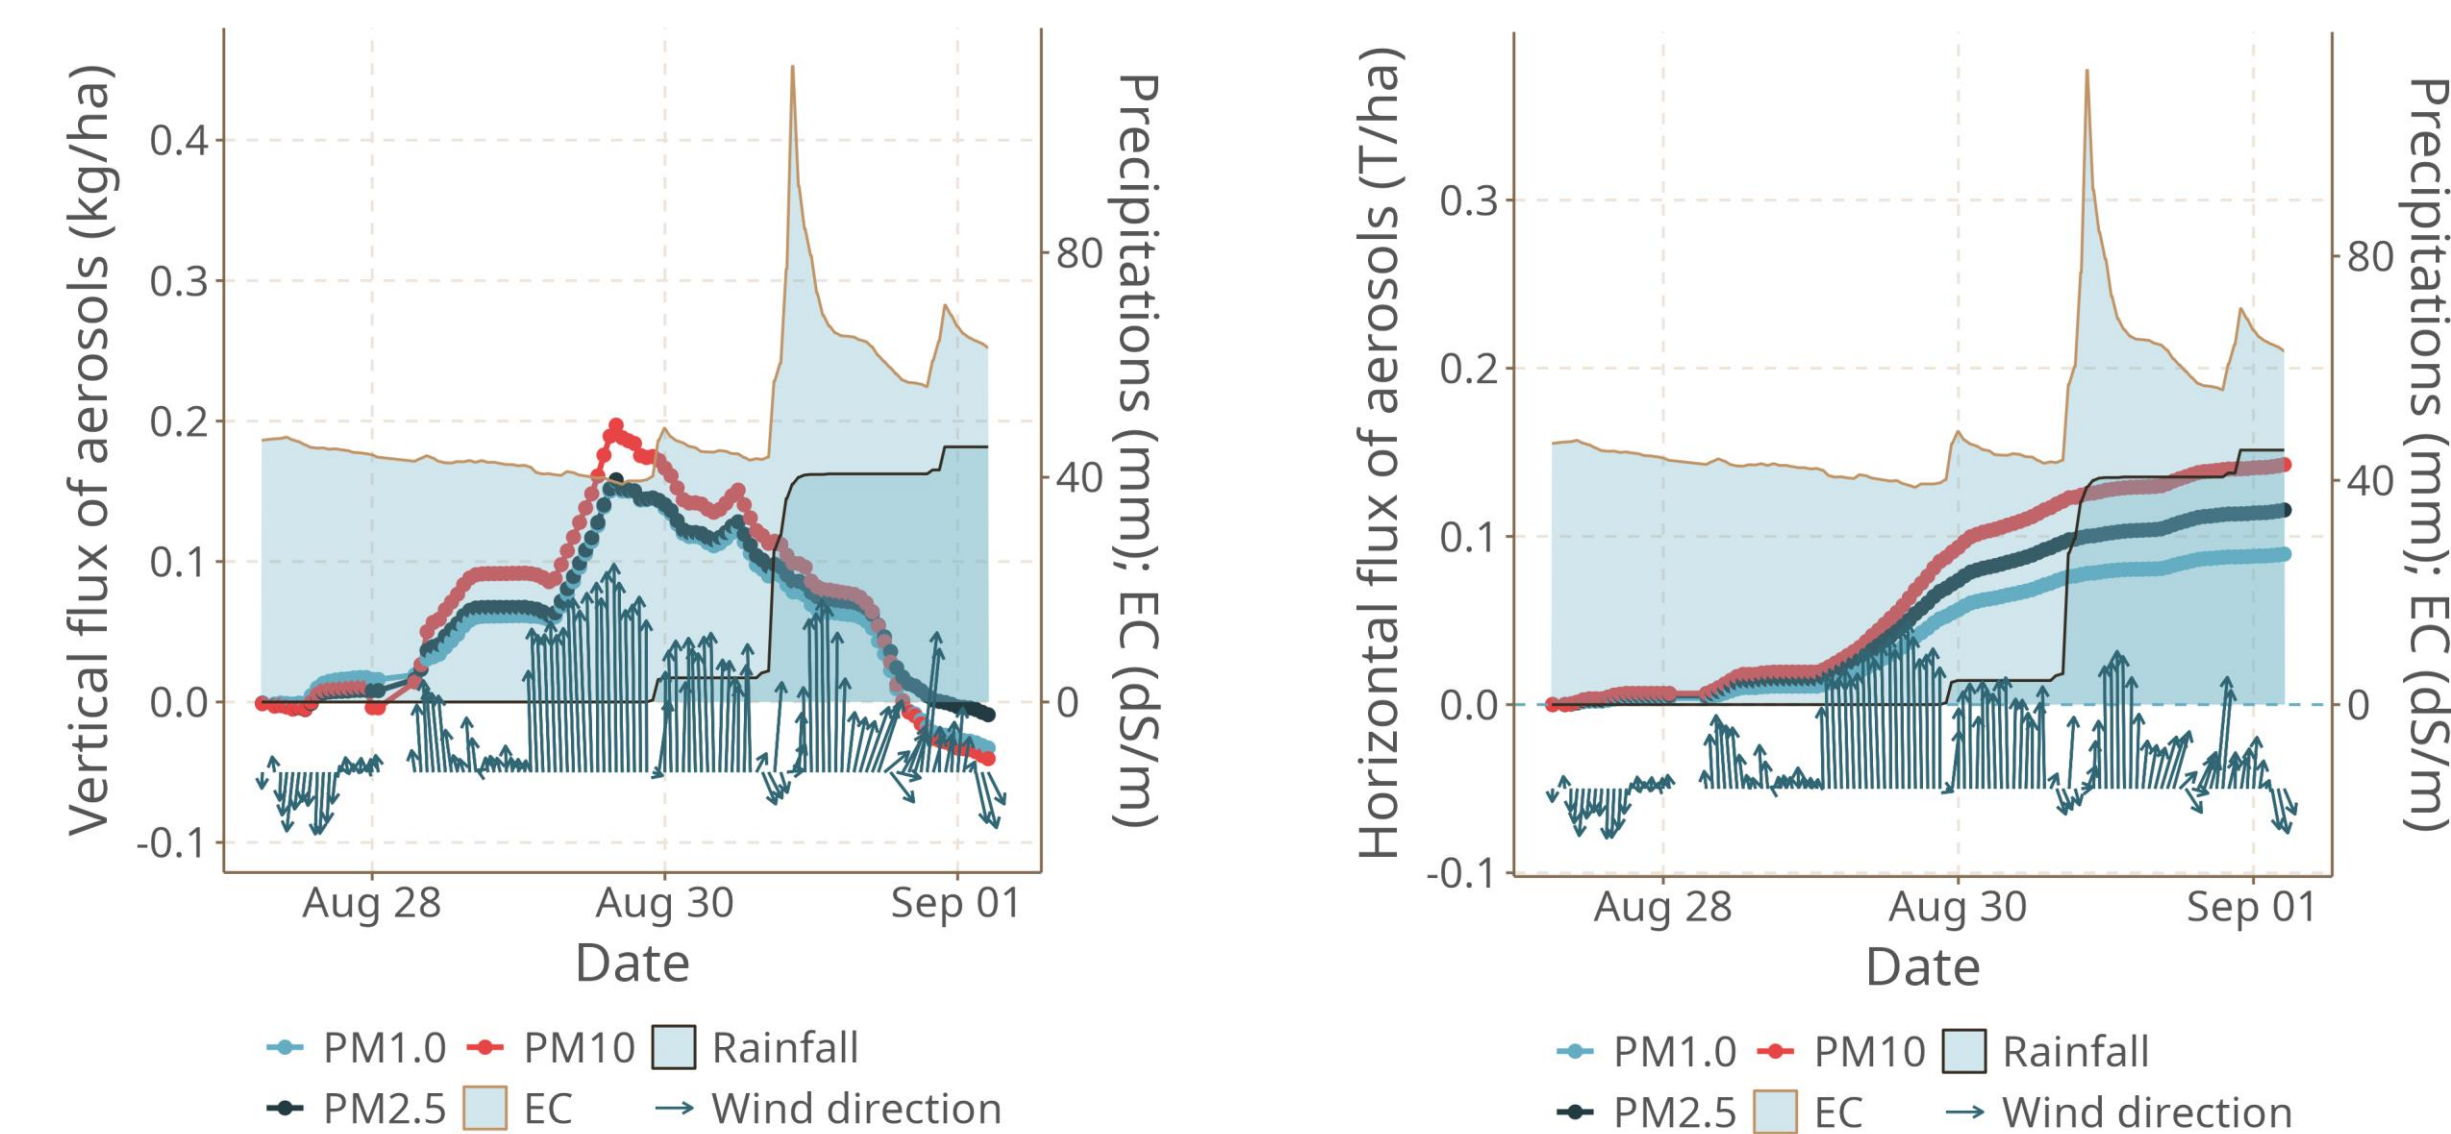 Vertical flux of aerosols (kg/ha)
0.4
0.3
0.2
0.1
0.0
-0.1
80
40
0
Precipitations (mm); EC (dS/m)
Aug 28 Aug 30 Sep 01
Date
PM1.0 PM10 Rainfall
PM2.5 EC Wind direction
Horizontal flux of aerosols (T/ha)
0.3
0.2
0.1
0.0
-0.1
80
40
0
Precipitations (mm); EC (dS/m)
Aug 28 Aug 30 Sep 01
Date
PM1.0 PM10 Rainfall
PM2.5 EC Wind direction